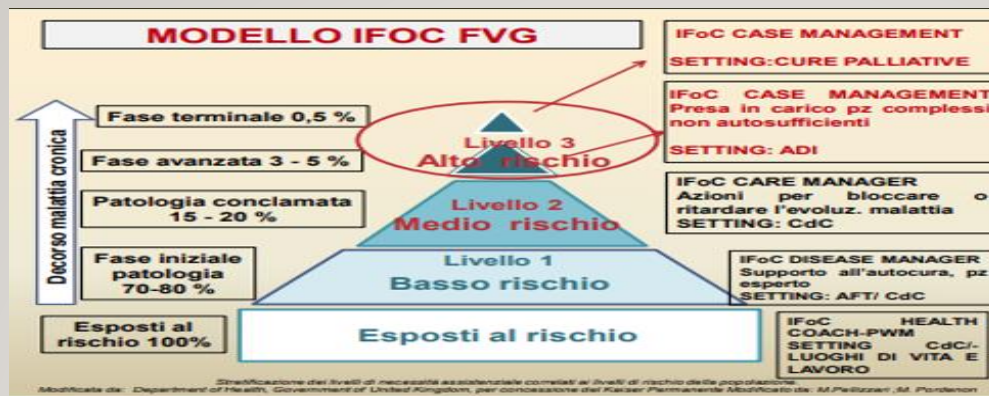 MODELLO IFOC FVG
Decorso malattia cronica
Fase terminale 0,5 %
Fase avanzata 3 - 5 %
Patologia conclamata
15 - 20 %
Fase iniziale
patologia
70-80 %
Esposti al
rischio 100%
Livello 3
Alto rischio
Livello 2
Medio rischio
Livello 1
Basso rischio
Esposti al rischio
IFoC CASE MANAGEMENT
SETTING:CURE PALLIATIVE
IFoC CASE MANAGEMENT
Presa in carico pz complessi
non autosufficienti
SETTING: ADI
IFoC CARE MANAGER
Azioni per bloccare o
ritardare l'evoluz. malattia
SETTING: CdC
IFoC DISEASE MANAGER
Supporto all'autocura, pz
esperto
SETTING: AFT/ CdC
IFoC HEALTH
COACH-PWM
SETTING CdC/-
LUOGHI DI VITA E
LAVORO
Stratificazione dei livelli di necessità assistenziale correlati ai livelli di rischio della popolazione.
Modificata da: Department of Health, Government of United Kingdom, per concessione del Kaiser Permanente Modificato da: M.Pellizzari ;M. Pordenon